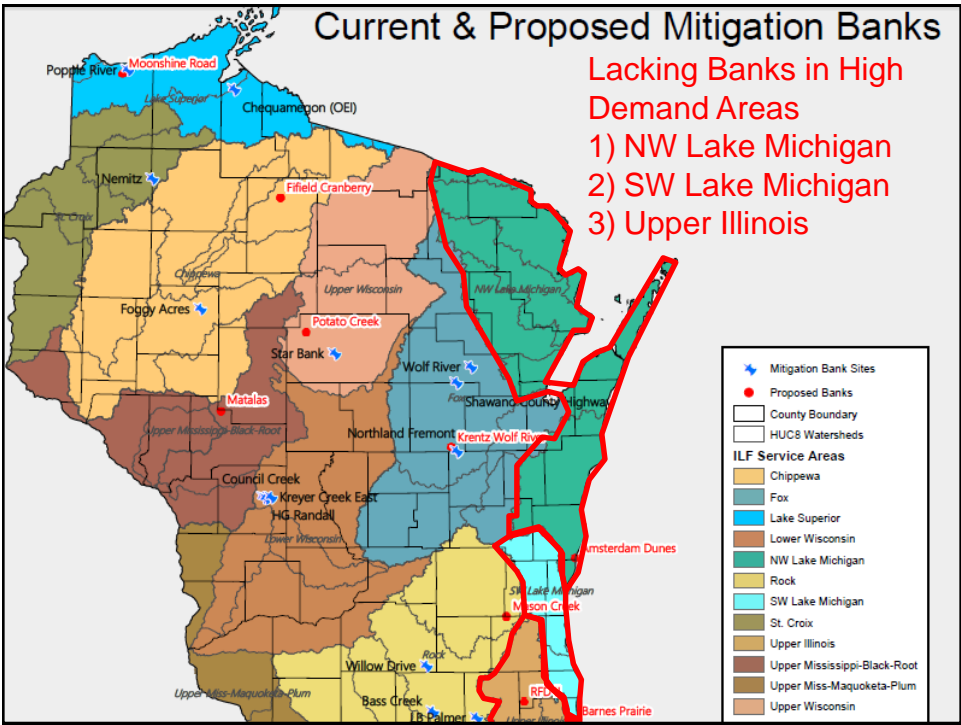 Current & Proposed Mitigation Banks
Lacking Banks in High
Demand Areas
1) NW Lake Michigan
2) SW Lake Michigan
3) Upper Illinois
Popple River
Moonshine Road
Lake Superior
Chequamegon (OEI)
Nemitz
Fifield Cranberry
St. Croix
Chippewa
Upper Wisconsin
NW Lake Michigan
Foggy Acres
Potato Creek
Star Bank
Wolf River
Fox
Shawano County Highway
Matalas
Upper Mississippi-Black-Root
Northland Fremont
Krentz Wolf River
Council Creek
Kreyer Creek East
HG Randall
Lower Wisconsin
Amsterdam Dunes
SW Lake Michigan
Mason Creek
Rock
Willow Drive
Upper Miss-Maquoketa-Plum
Bass Creek
LB Palmer
Upper Illinois
Barnes Prairie
Mitigation Bank Sites
Proposed Banks
County Boundary
HUC8 Watersheds
ILF Service Areas
Chippewa
Fox
Lake Superior
Lower Wisconsin
NW Lake Michigan
Rock
SW Lake Michigan
St. Croix
Upper Illinois
Upper Mississippi-Black-Root
Upper Miss-Maquoketa-Plum
Upper Wisconsin